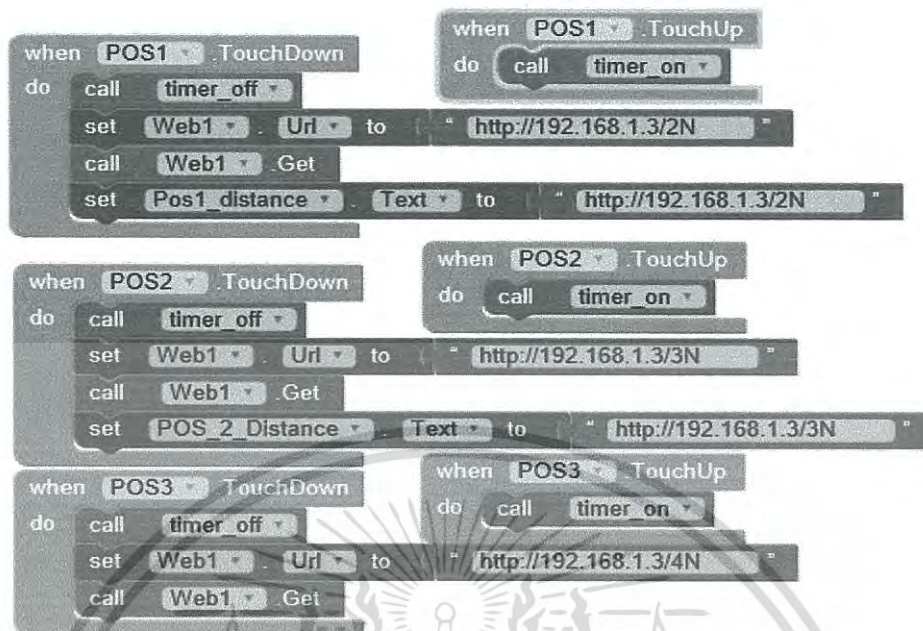 when POS1 .TouchDown
do call timer_off
set Web1 . Url to " http://192.168.1.3/2N "
call Web1 .Get
set Pos1_distance . Text to " http://192.168.1.3/2N "
when POS1 .TouchUp
do call timer_on
when POS2 .TouchDown
do call timer_off
set Web1 . Url to " http://192.168.1.3/3N "
call Web1 .Get
set POS_2_Distance . Text to " http://192.168.1.3/3N "
when POS2 .TouchUp
do call timer_on
when POS3 .TouchDown
do call timer_off
set Web1 . Url to " http://192.168.1.3/4N "
call Web1 .Get
when POS3 .TouchUp
do call timer_on